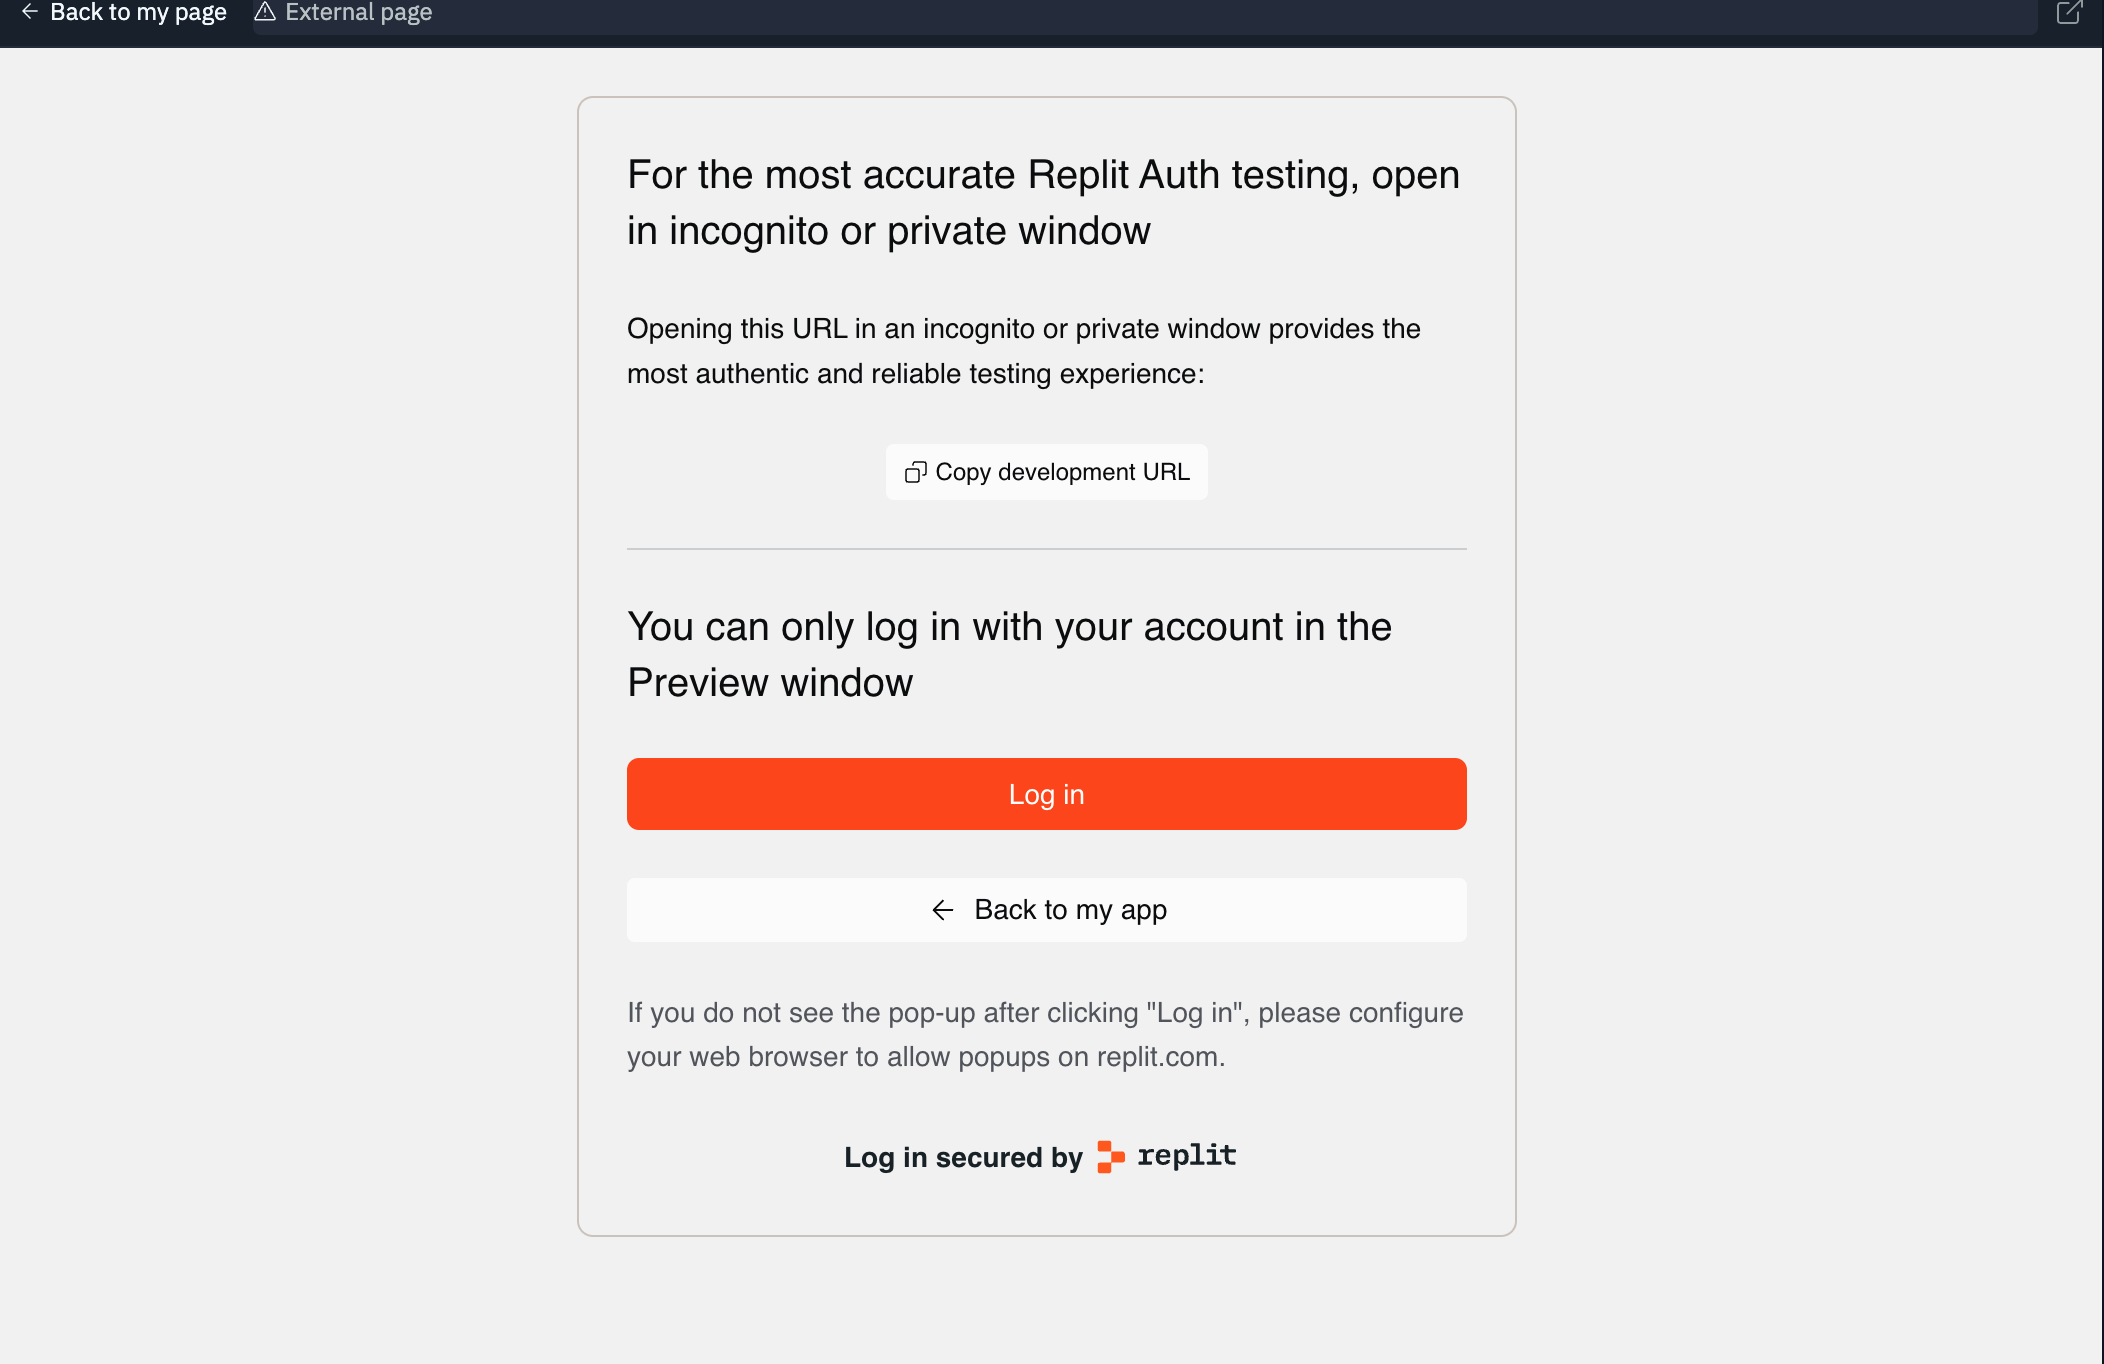 Back to my page
External page
For the most accurate Replit Auth testing, open
in incognito or private window
Opening this URL in an incognito or private window provides the
most authentic and reliable testing experience:
Copy development URL
You can only log in with your account in the
Preview window
Log in
Back to my app
If you do not see the pop-up after clicking "Log in", please configure
your web browser to allow popups on replit.com.
Log in secured by replit